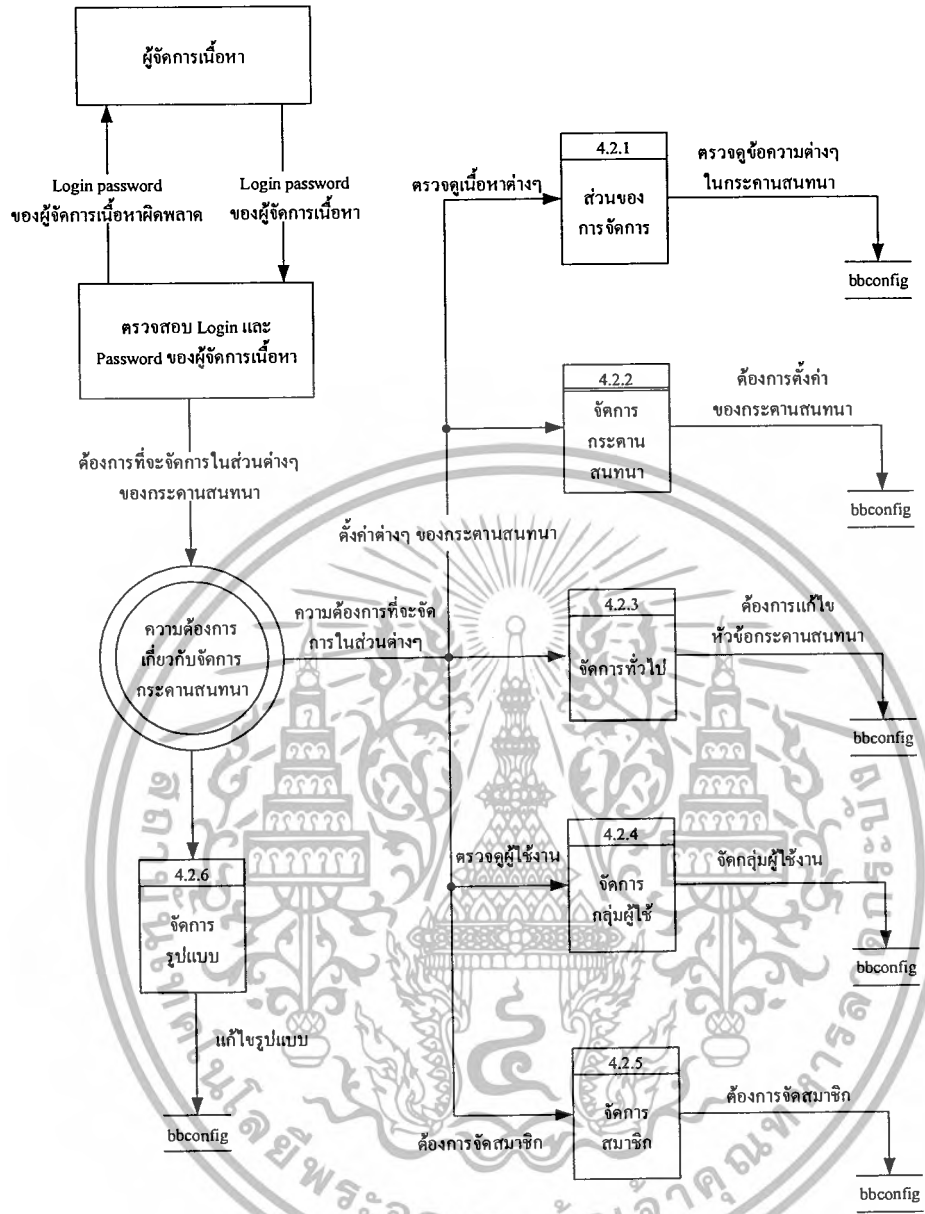 ผู้จัดการเนื้อหา
Login password
ของผู้จัดการเนื้อหาผิดพลาด
Login password
ของผู้จัดการเนื้อหา
ตรวจสอบ Login และ
Password ของผู้จัดการเนื้อหา
ต้องการที่จะจัดการในส่วนต่างๆ
ของกระดานสนทนา
ความต้องการ
เกี่ยวกับจัดการ
กระดานสนทนา
ความต้องการที่จะจัด
การในส่วนต่างๆ
ตรวจดูเนื้อหาต่างๆ
4.2.1
ส่วนของ
การจัดการ
ตรวจดูข้อความต่างๆ
ในกระดานสนทนา
bbconfig
4.2.2
จัดการ
กระดาน
สนทนา
ต้องการตั้งค่า
ของกระดานสนทนา
bbconfig
ตั้งค่าต่างๆ ของกระดานสนทนา
4.2.3
จัดการทั่วไป
ต้องการแก้ไข
หัวข้อกระดานสนทนา
bbconfig
ตรวจดูผู้ใช้งาน
4.2.4
จัดการ
กลุ่มผู้ใช้
จัดกลุ่มผู้ใช้งาน
bbconfig
ต้องการจัดสมาชิก
4.2.5
จัดการ
สมาชิก
ต้องการจัดสมาชิก
bbconfig
4.2.6
จัดการ
รูปแบบ
แก้ไขรูปแบบ
bbconfig